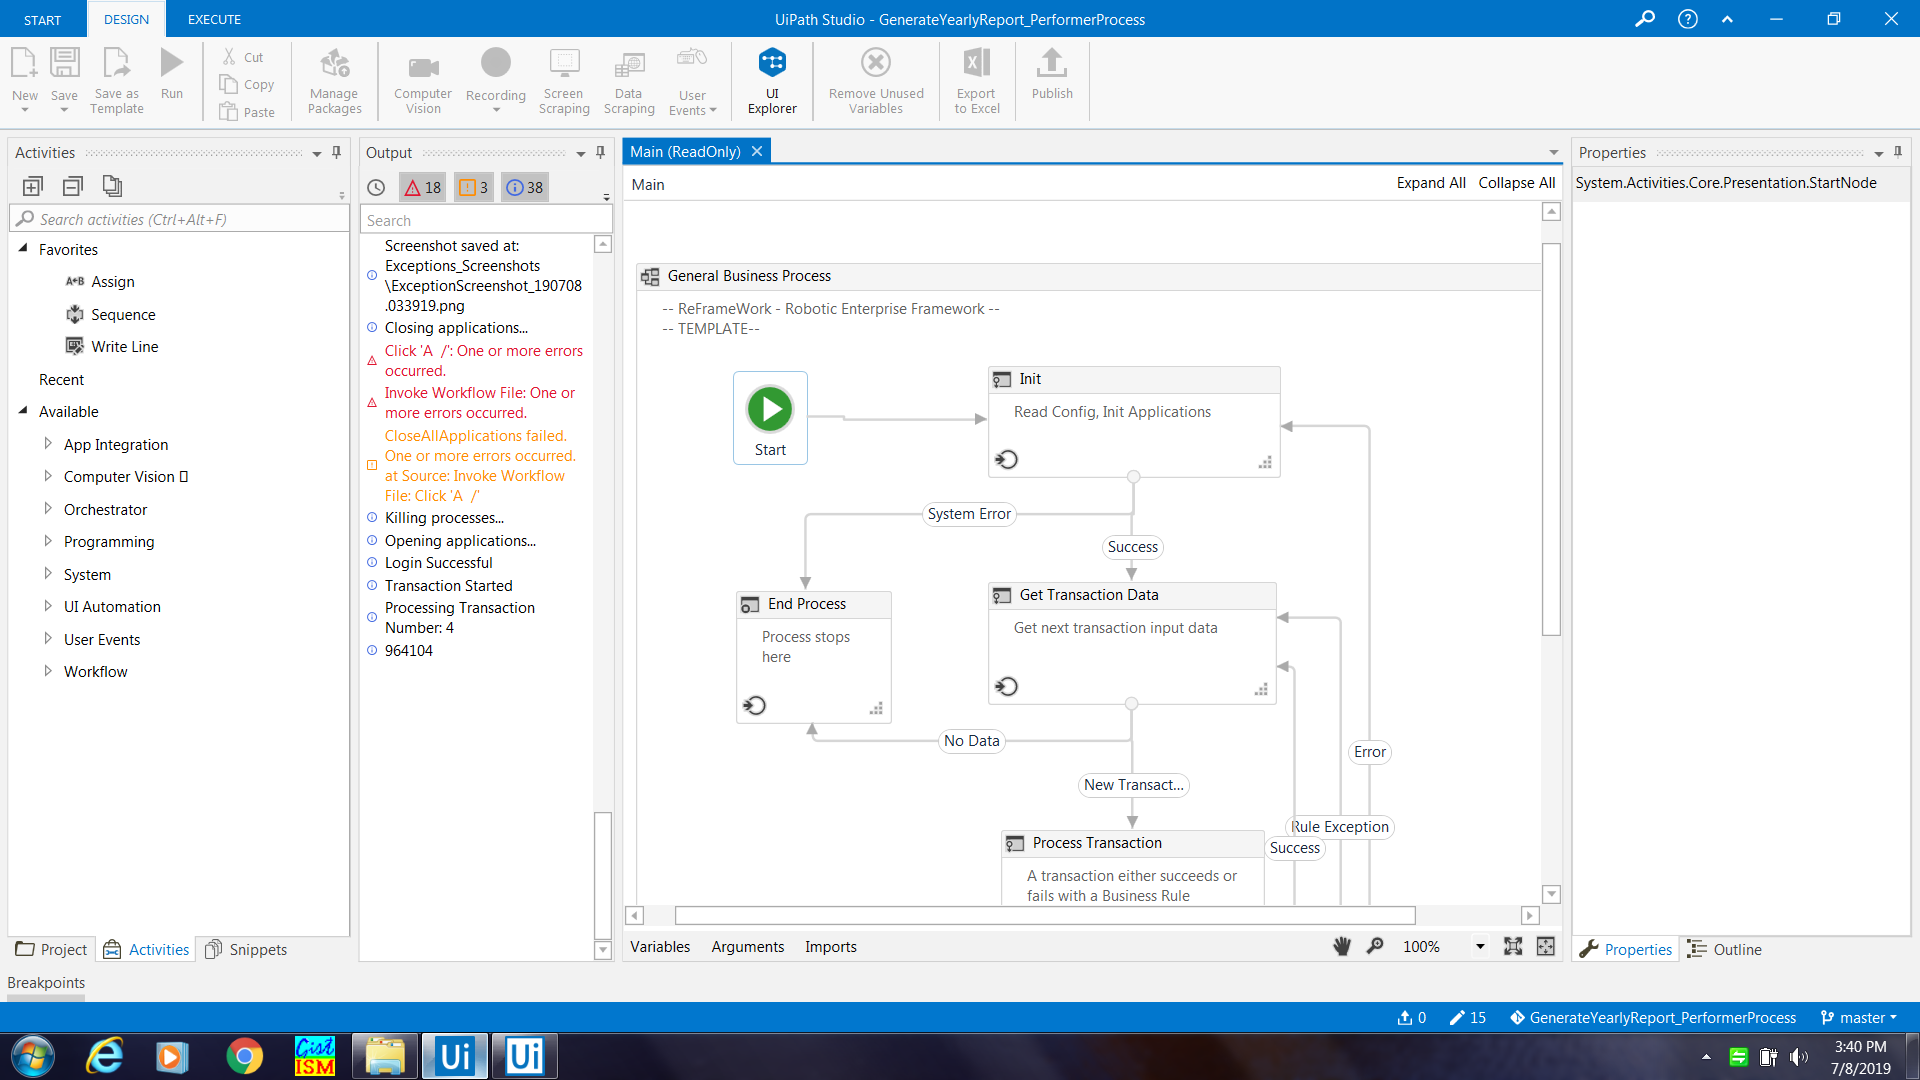 START
DESIGN
EXECUTE
UiPath Studio - GenerateYearlyReport_PerformerProcess
New
Save
Save as
Template
Run
Cut
Copy
Paste
Manage
Packages
Computer
Vision
Recording
Screen
Scraping
Data
Scraping
User
Events
UI
Explorer
Remove Unused
Variables
Export
to Excel
Publish
Activities
Search activities (Ctrl+Alt+F)
Favorites
Assign
Sequence
Write Line
Recent
Available
App Integration
Computer Vision
Orchestrator
Programming
System
UI Automation
User Events
Workflow
Project
Activities
Snippets
Output
18
3
38
Search
Screenshot saved at:
Exceptions_Screenshots
\ExceptionScreenshot_190708
.033919.png
Closing applications...
Click 'A  /': One or more errors
occurred.
Invoke Workflow File: One or
more errors occurred.
CloseAllApplications failed.
One or more errors occurred.
at Source: Invoke Workflow
File: Click 'A  /'
Killing processes...
Opening applications...
Login Successful
Transaction Started
Processing Transaction
Number: 4
964104
Main (ReadOnly)
Main
Expand All
Collapse All
General Business Process
-- ReFrameWork - Robotic Enterprise Framework --
-- TEMPLATE--
Start
Init
Read Config, Init Applications
System Error
Success
End Process
Process stops
here
Get Transaction Data
Get next transaction input data
No Data
New Transact...
Error
Rule Exception
Success
Process Transaction
A transaction either succeeds or
fails with a Business Rule
Variables
Arguments
Imports
100%
Properties
System.Activities.Core.Presentation.StartNode
Properties
Outline
Breakpoints
0
15
GenerateYearlyReport_PerformerProcess
master
Gist
ISM
Ui
Ui
3:40 PM
7/8/2019